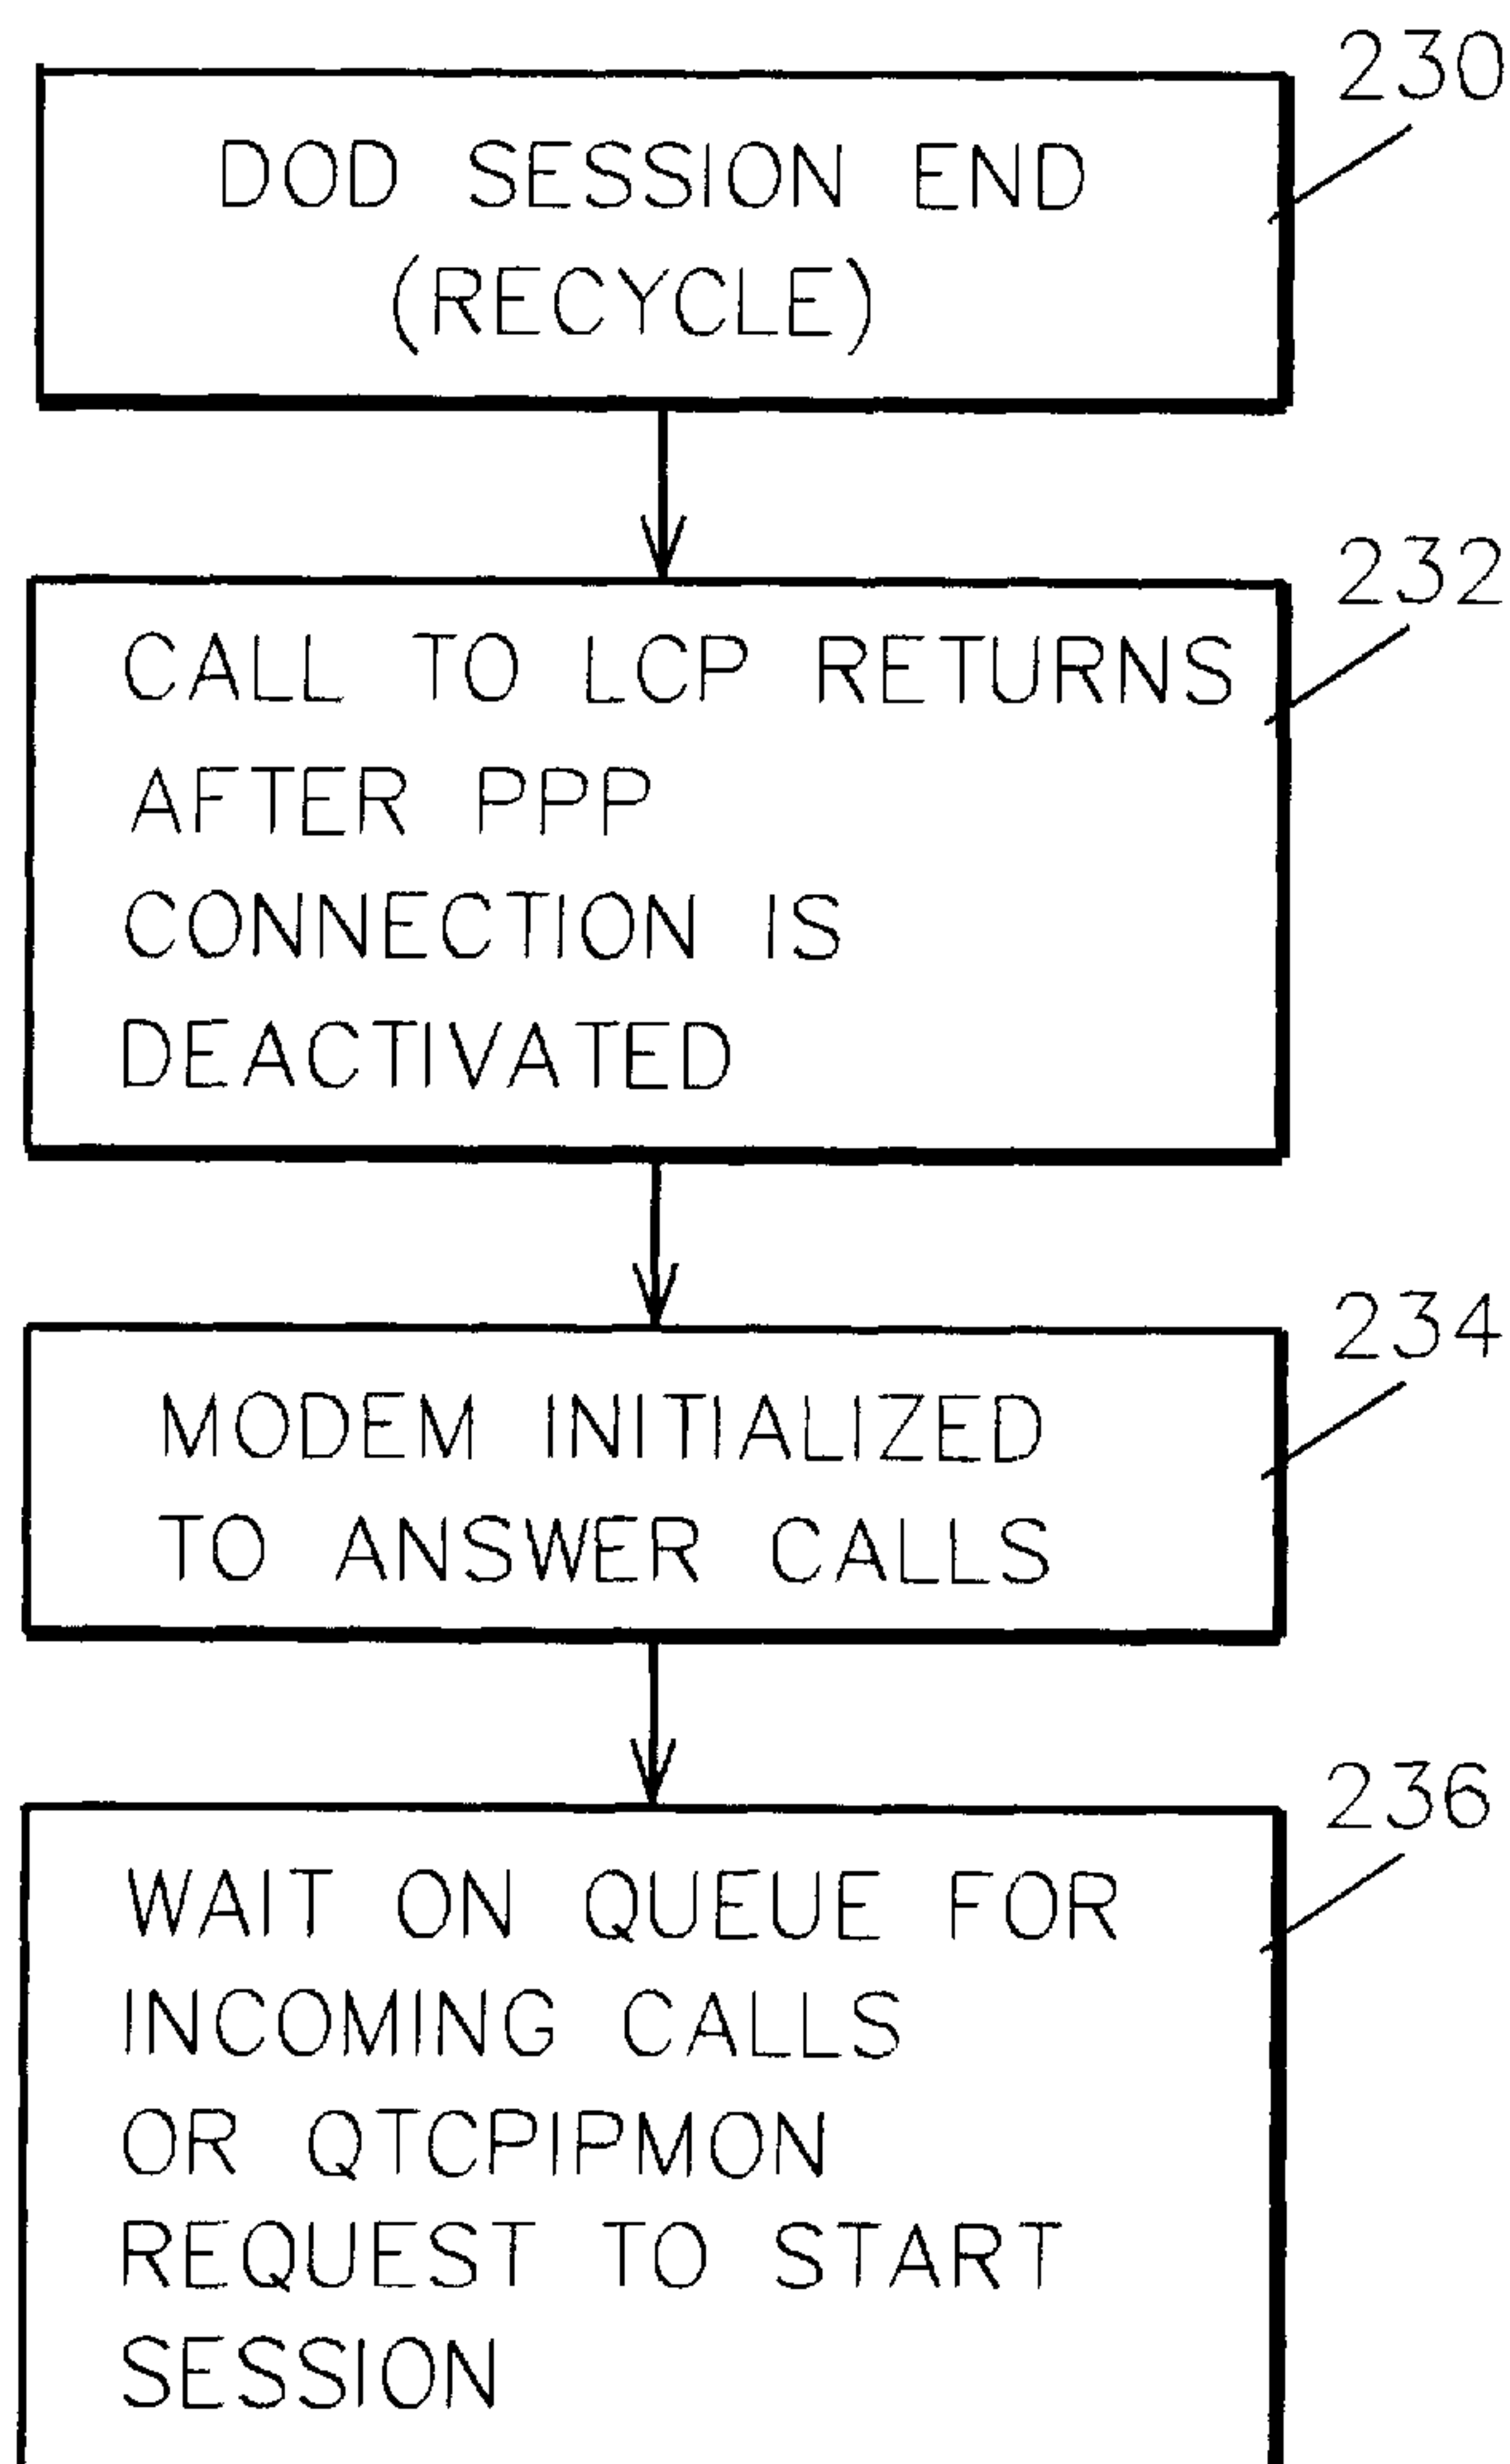 230
DOD SESSION END
(RECYCLE)
232
CALL TO LCP RETURNS
AFTER PPP
CONNECTION IS
DEACTIVATED
234
MODEM INITIALIZED
TO ANSWER CALLS
236
WAIT ON QUEUE FOR
INCOMING CALLS
OR QTCPIPMON
REQUEST TO START
SESSION